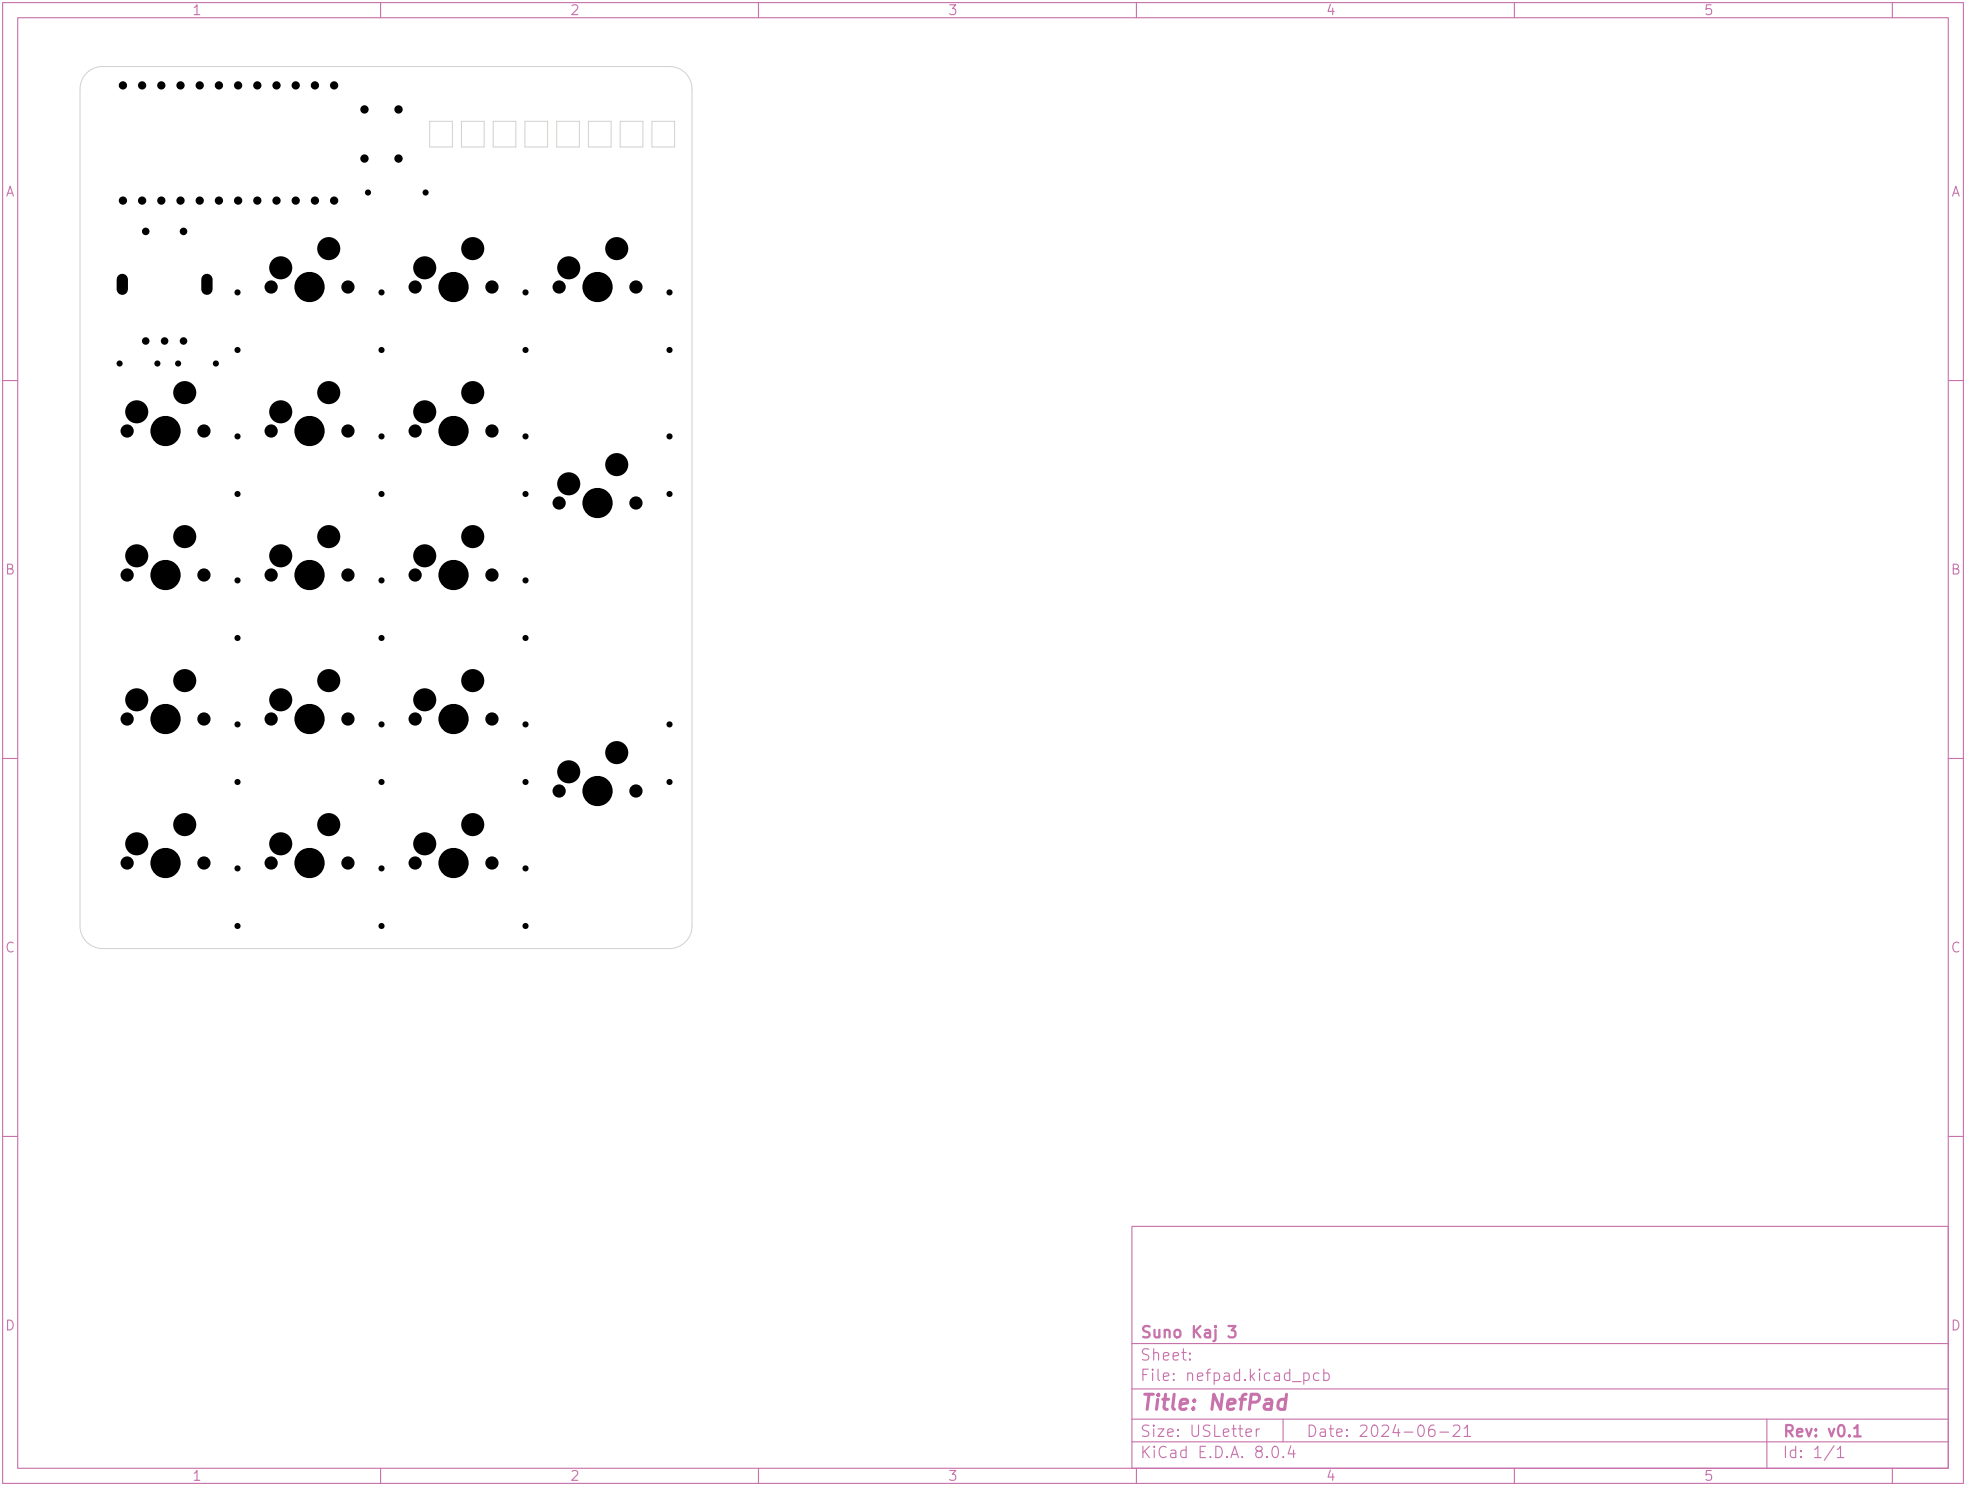 1 2 3 4 5
A A
B B
C C
D D
Suno Kaj 3
Sheet:
File: nefpad.kicad_pcb
Title: NefPad
Size: USLetter Date: 2024-06-21 Rev: v0.1
KiCad E.D.A. 8.0.4 Id: 1/1
1 2 3 4 5